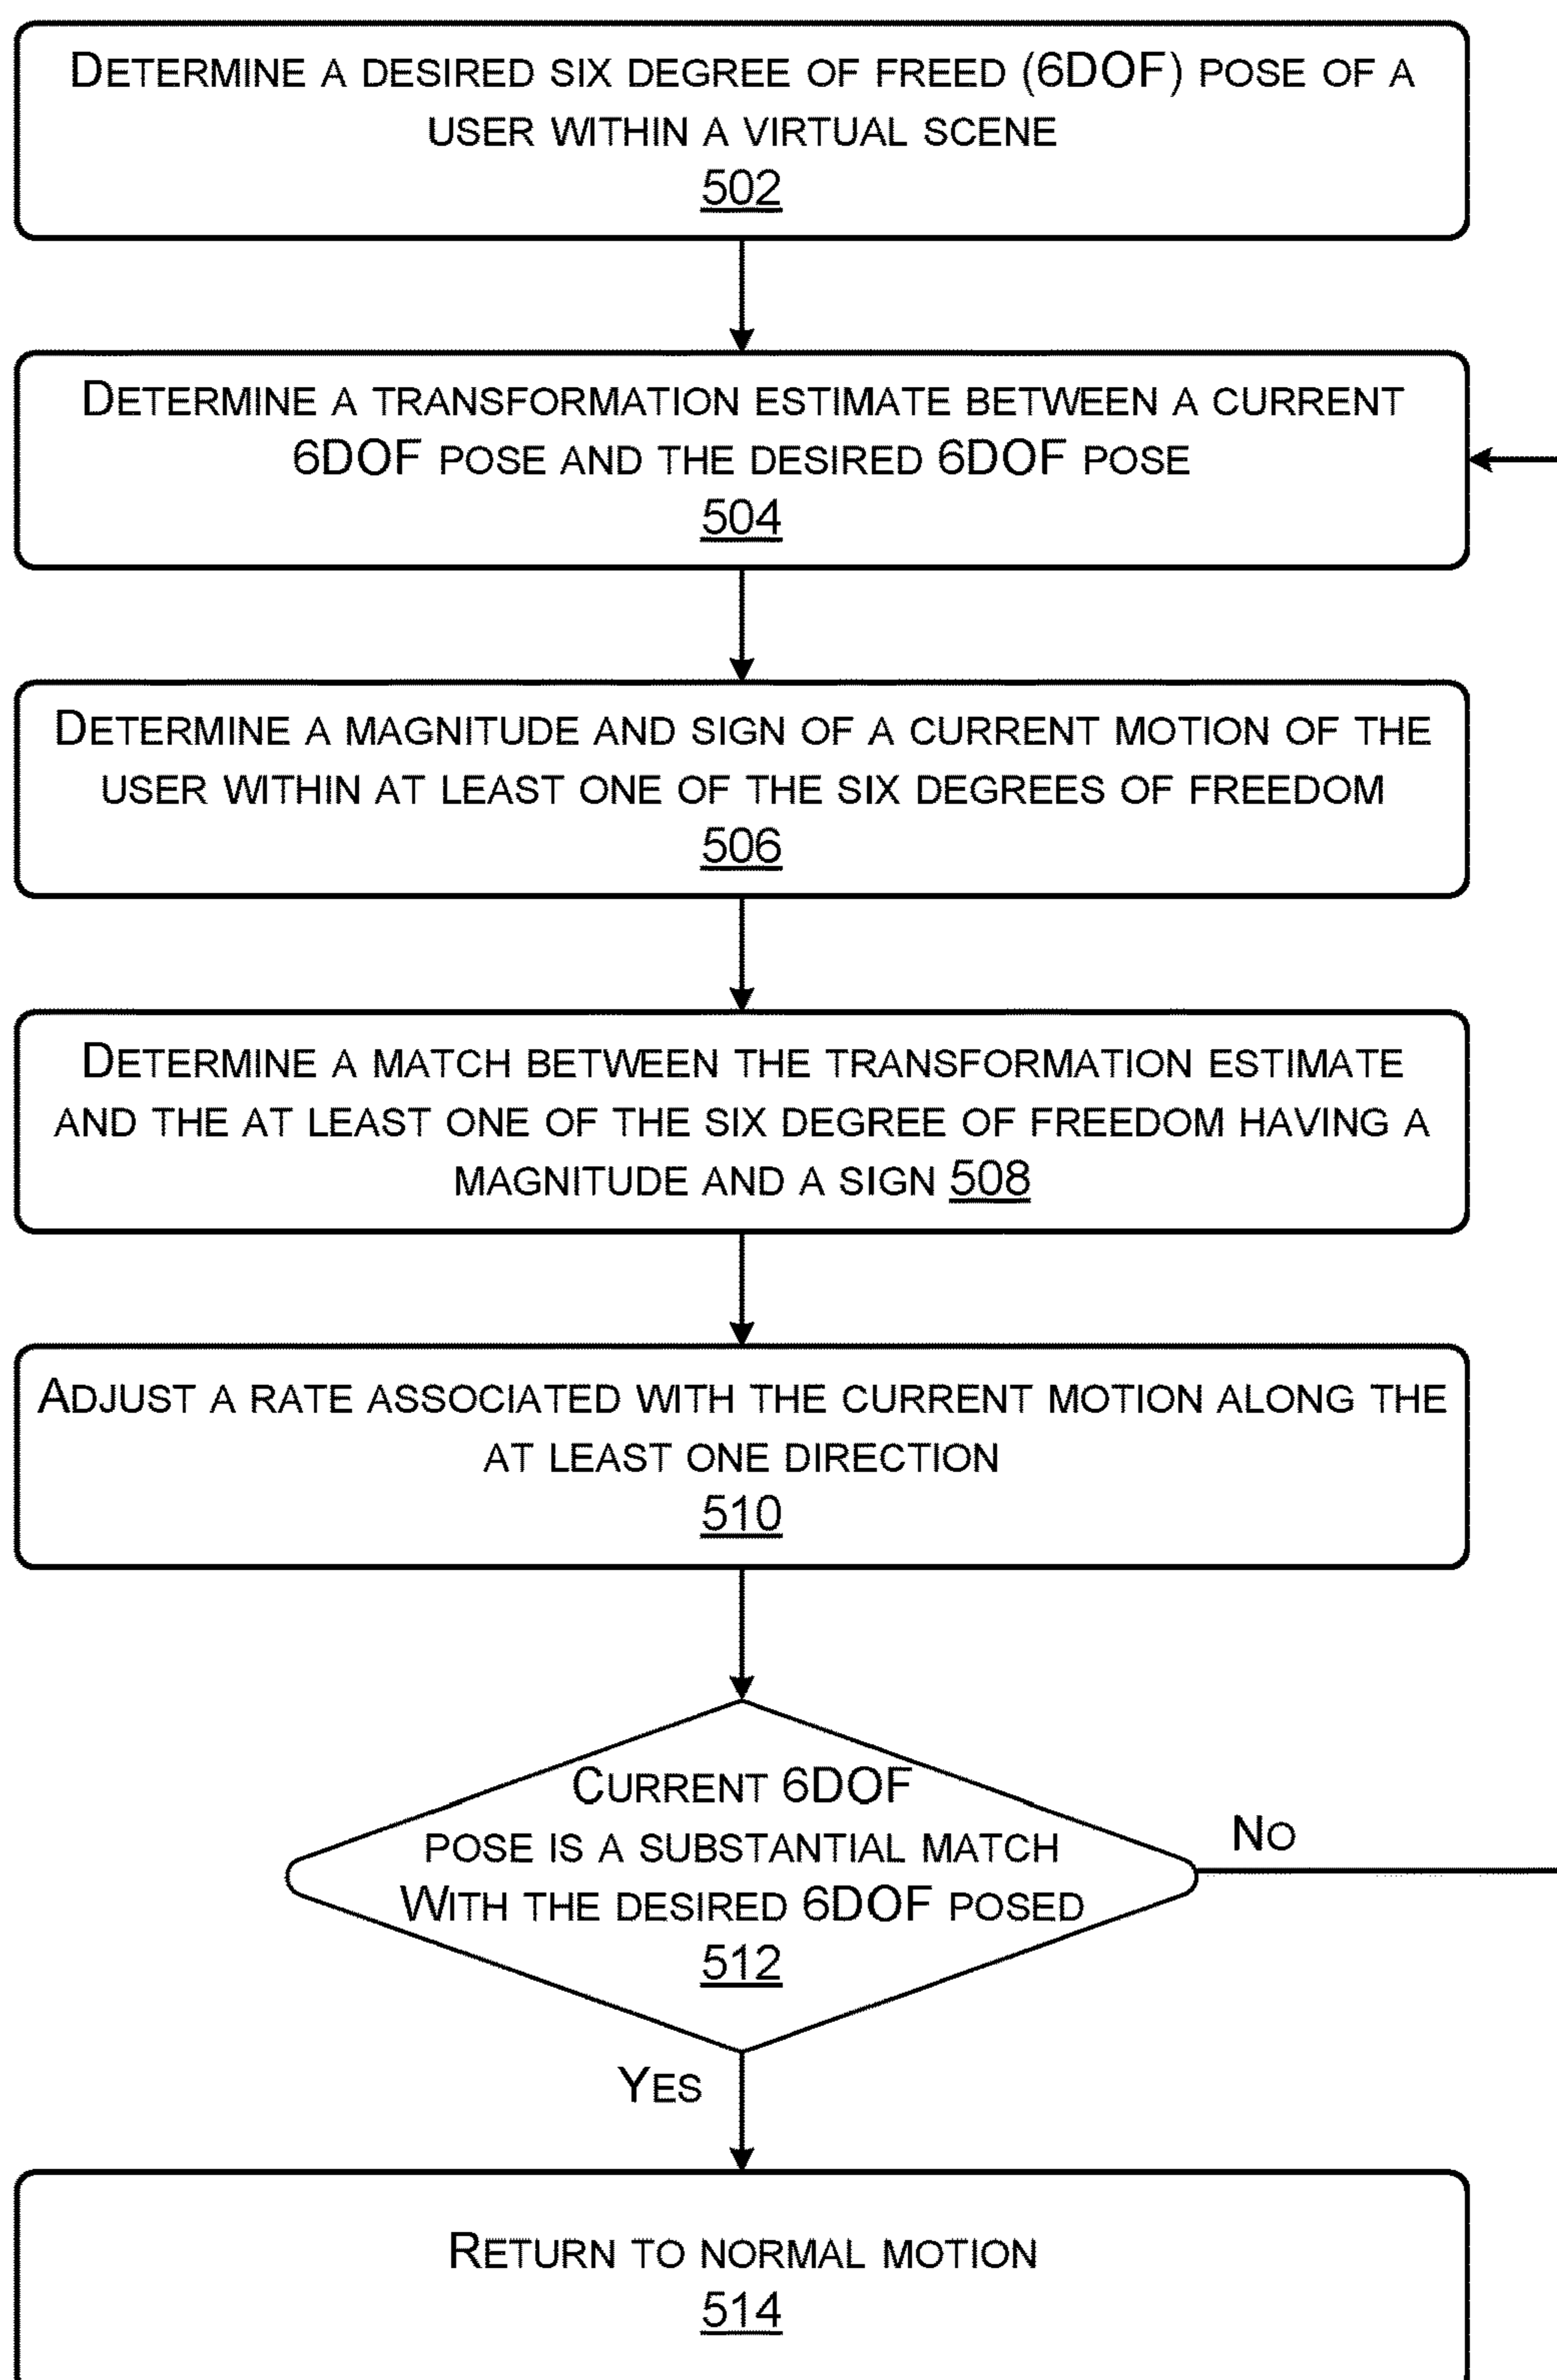 DETERMINE A DESIRED SIX DEGREE OF FREED (6DOF) POSE OF A
USER WITHIN A VIRTUAL SCENE
502
DETERMINE A TRANSFORMATION ESTIMATE BETWEEN A CURRENT
6DOF POSE AND THE DESIRED 6DOF POSE
504
DETERMINE A MAGNITUDE AND SIGN OF A CURRENT MOTION OF THE
USER WITHIN AT LEAST ONE OF THE SIX DEGREES OF FREEDOM
506
DETERMINE A MATCH BETWEEN THE TRANSFORMATION ESTIMATE
AND THE AT LEAST ONE OF THE SIX DEGREE OF FREEDOM HAVING A
MAGNITUDE AND A SIGN 508
ADJUST A RATE ASSOCIATED WITH THE CURRENT MOTION ALONG THE
AT LEAST ONE DIRECTION
510
CURRENT 6DOF
POSE IS A SUBSTANTIAL MATCH
WITH THE DESIRED 6DOF POSED
512
NO
YES
RETURN TO NORMAL MOTION
514